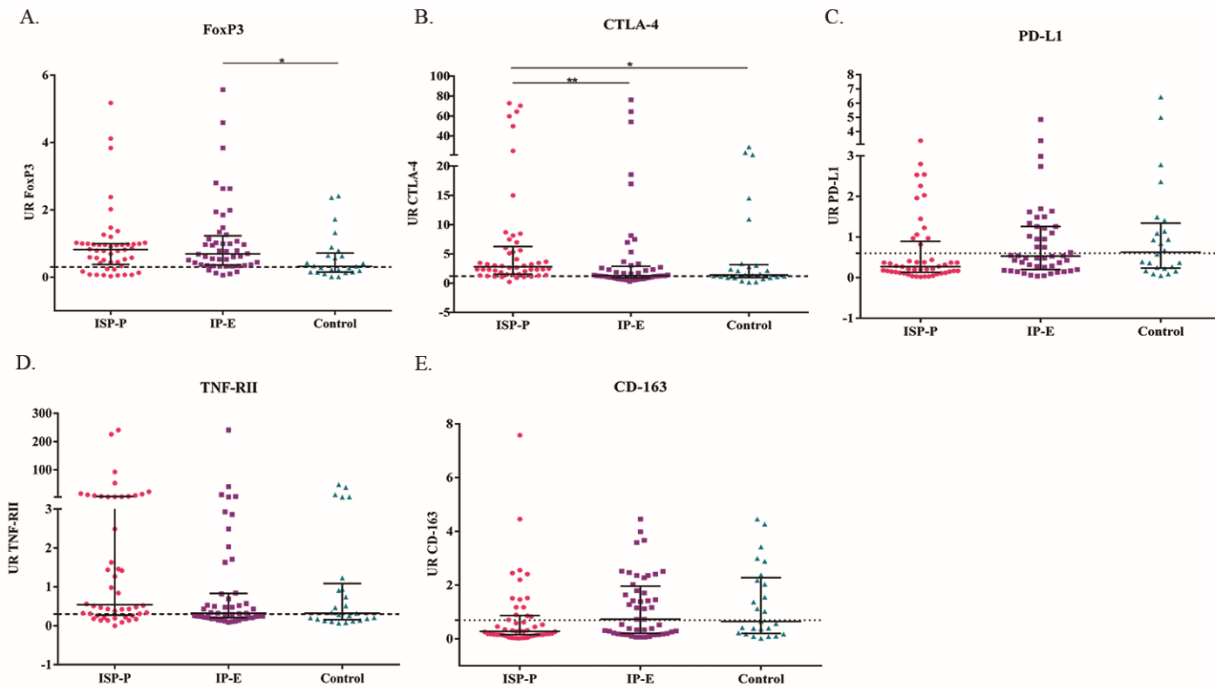 A.
FoxP3
*
UR FoxP3
6
4
2
0
ISP-P
IP-E
Control
B.
CTLA-4
*
**
UR CTLA-4
100
80
60
40
20
15
10
5
0
-5
ISP-P
IP-E
Control
C.
PD-L1
UR PD-L1
8
7
6
5
4
3
2
1
0
-1
ISP-P
IP-E
Control
D.
TNF-RII
UR TNF-RII
300
200
100
3
2
1
0
-1
ISP-P
IP-E
Control
E.
CD-163
UR CD-163
8
6
4
2
0
ISP-P
IP-E
Control